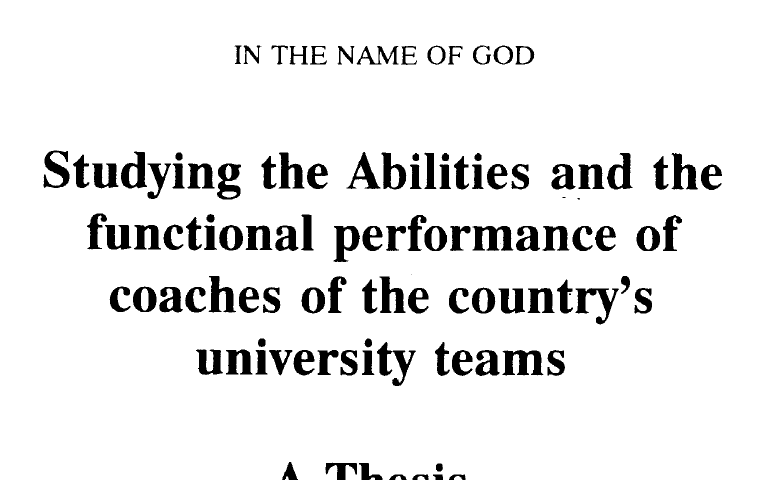 IN THE NAME OF GOD
Studying the Abilities and the
functional performance of
coaches of the country's
university teams
A Thesis